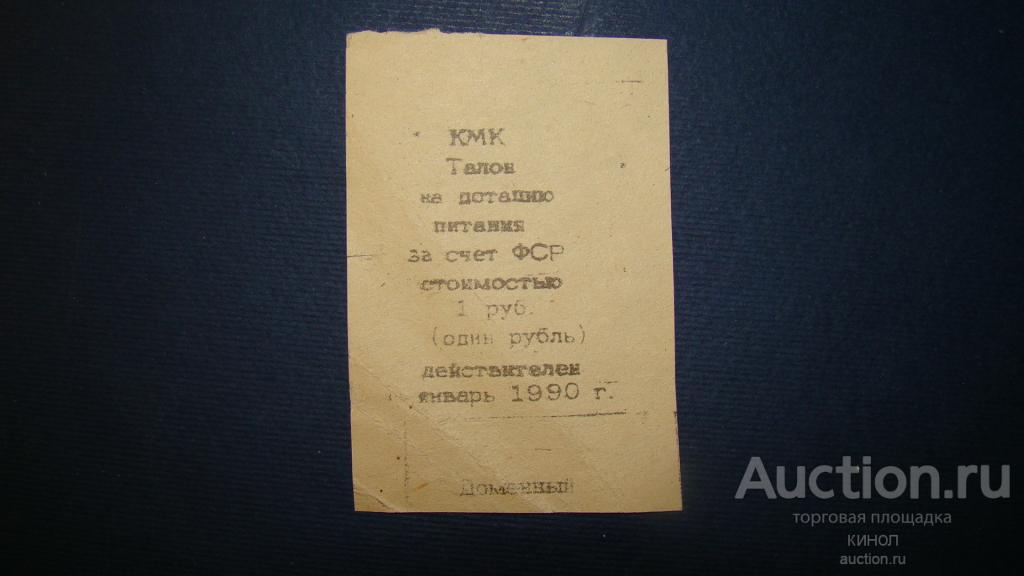 КМК
Талон
на дотацию
питания
за счет ФСР
стоимостью
1 руб.
(один рубль)
действителен
январь 1990 г.
Доменный
Auction.ru
торговая площадка
КИНОЛ
auction.ru